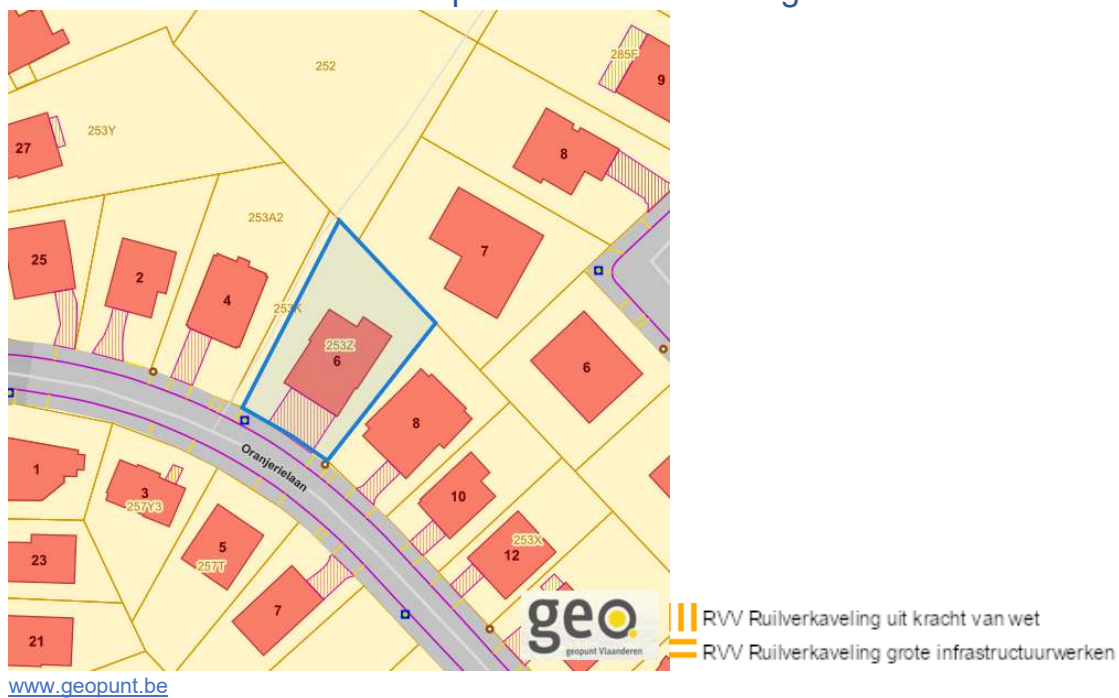 252
285F
9
253Y
27
8
253A2
25
2
7
4
253K
253Z
6
6
8
Oranjerielaan
1
10
3
257Y3
253X
12
5
257T
23
7
21
geo.
geopunt Vlaanderen
RVV Ruilverkaveling uit kracht van wet
RVV Ruilverkaveling grote infrastructuurwerken
www.geopunt.be